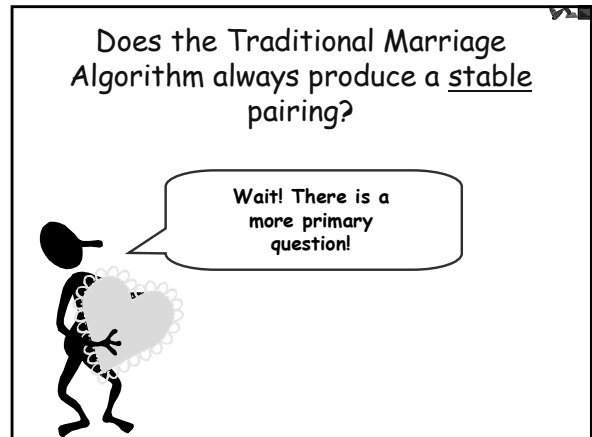 Does the Traditional Marriage
Algorithm always produce a stable
pairing?
Wait! There is a
more primary
question!